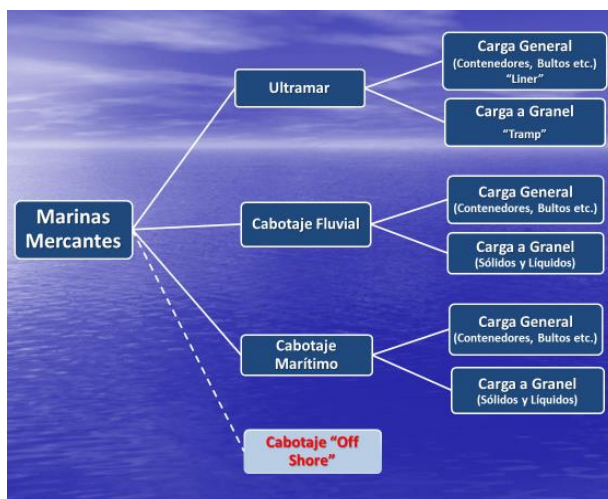 Marinas
Mercantes
Ultramar
Carga General
(Contenedores, Bultos etc.)
“Liner”
Carga a Granel
“Tramp”
Cabotaje Fluvial
Carga General
(Contenedores, Bultos etc.)
Carga a Granel
(Sólidos y Líquidos)
Cabotaje
Marítimo
Carga General
(Contenedores, Bultos etc.)
Carga a Granel
(Sólidos y Líquidos)
Cabotaje “Off
Shore”